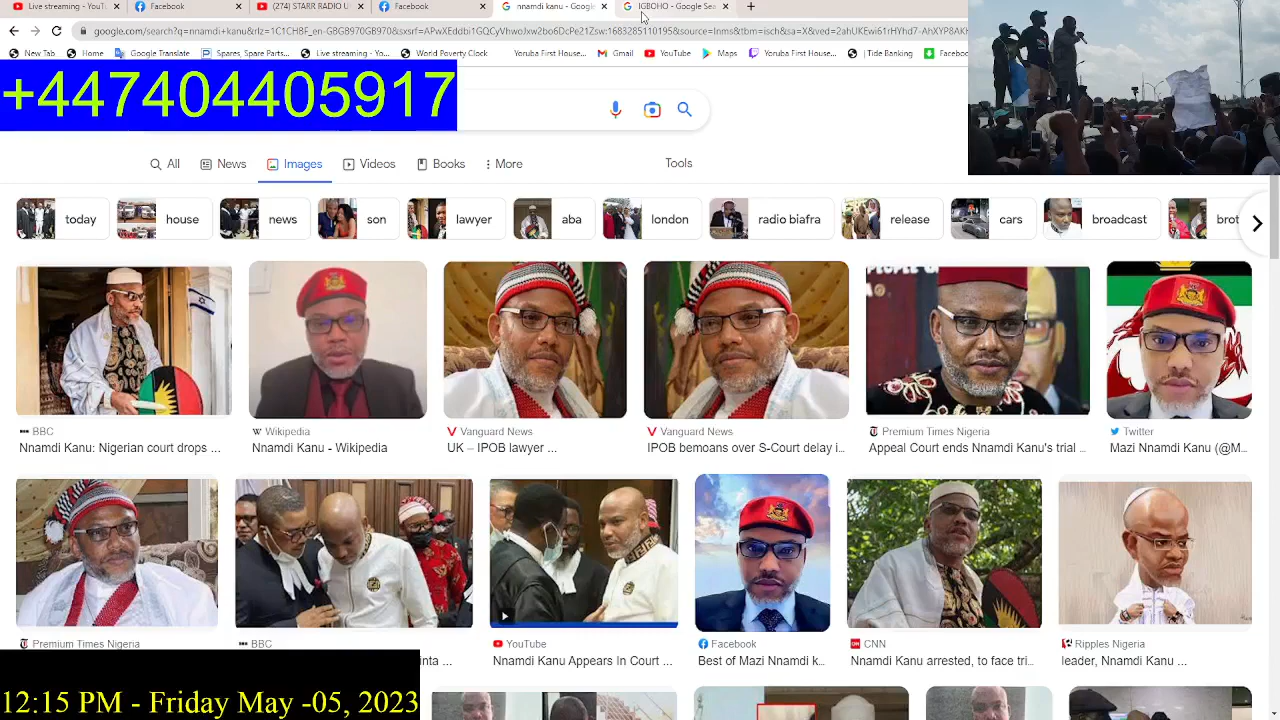 Live streaming - YouT
Facebook
(274) STARR RADIO U
Facebook
nnamdi kanu - Google
IGBOHO - Google Sea
New Tab
Home
Google Translate
Spares, Spare Parts...
Live streaming - You...
World Poverty Clock
Yoruba First Comme...
Gmail
YouTube
Maps
Yoruba First Comm...
Tide Banking
Facebook
+447404405917
All
News
Images
Videos
Books
More
Tools
today
house
news
son
lawyer
aba
london
radio biafra
release
cars
broadcast
BBC
Nnamdi Kanu: Nigerian court drops ...
Wikipedia
Nnamdi Kanu - Wikipedia
Vanguard News
UK – IPOB lawyer ...
Vanguard News
IPOB bemoans over S-Court delay i...
Premium Times Nigeria
Appeal Court ends Nnamdi Kanu's trial ...
Twitter
Mazi Nnamdi Kanu (@M...
Premium Times Nigeria
BBC
YouTube
Nnamdi Kanu Appears In Court ...
Facebook
Best of Mazi Nnamdi k...
CNN
Nnamdi Kanu arrested, to face tri...
Ripples Nigeria
leader, Nnamdi Kanu ...
12:15 PM - Friday May -05, 2023